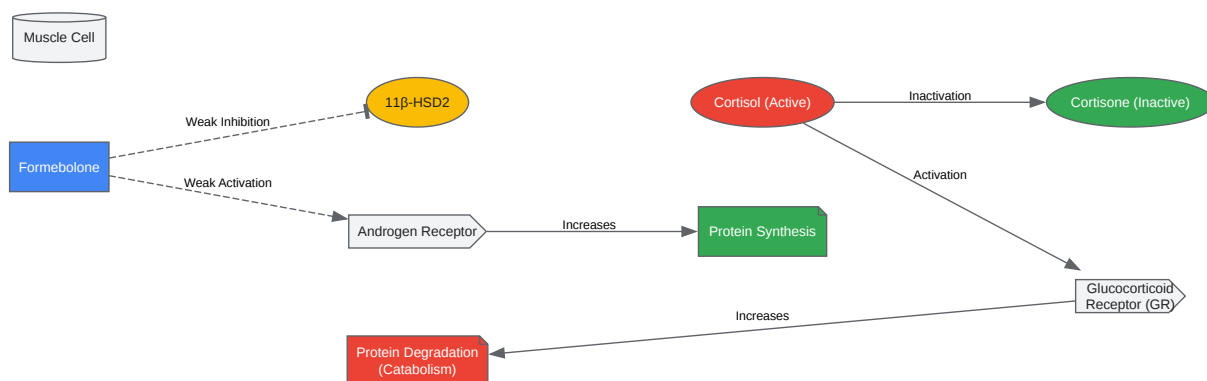 Muscle Cell
11β-HSD2
Cortisol (Active)
Inactivation
Cortisone (Inactive)
Weak Inhibition
Formebolone
Weak Activation
Activation
Androgen Receptor
Increases
Protein Synthesis
Glucocorticoid
Receptor (GR)
Increases
Protein Degradation
(Catabolism)